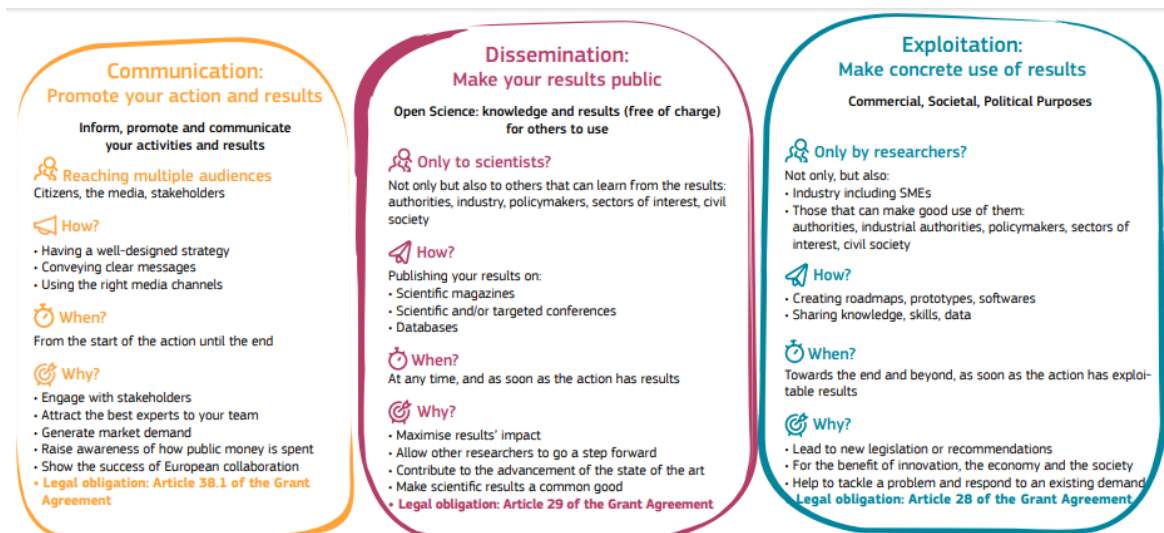 Communication:
Promote your action and results
Inform, promote and communicate
your activities and results
Reaching multiple audiences
Citizens, the media, stakeholders
How?
• Having a well-designed strategy
• Conveying clear messages
• Using the right media channels
When?
From the start of the action until the end
Why?
• Engage with stakeholders
• Attract the best experts to your team
• Generate market demand
• Raise awareness of how public money is spent
• Show the success of European collaboration
• Legal obligation: Article 38.1 of the Grant
Agreement
Dissemination:
Make your results public
Open Science: knowledge and results (free of charge)
for others to use
Only to scientists?
Not only but also to others that can learn from the results:
authorities, industry, policymakers, sectors of interest, civil
society
How?
Publishing your results on:
• Scientific magazines
• Scientific and/or targeted conferences
• Databases
When?
At any time, and as soon as the action has results
Why?
• Maximise results' impact
• Allow other researchers to go a step forward
• Contribute to the advancement of the state of the art
• Make scientific results a common good
• Legal obligation: Article 29 of the Grant Agreement
Exploitation:
Make concrete use of results
Commercial, Societal, Political Purposes
Only by researchers?
Not only, but also:
• Industry including SMEs
• Those that can make good use of them:
authorities, industrial authorities, policymakers, sectors of
interest, civil society
How?
• Creating roadmaps, prototypes, softwares
• Sharing knowledge, skills, data
When?
Towards the end and beyond, as soon as the action has exploi-
table results
Why?
• Lead to new legislation or recommendations
• For the benefit of innovation, the economy and the society
• Help to tackle a problem and respond to an existing demand
Legal obligation: Article 28 of the Grant Agreement